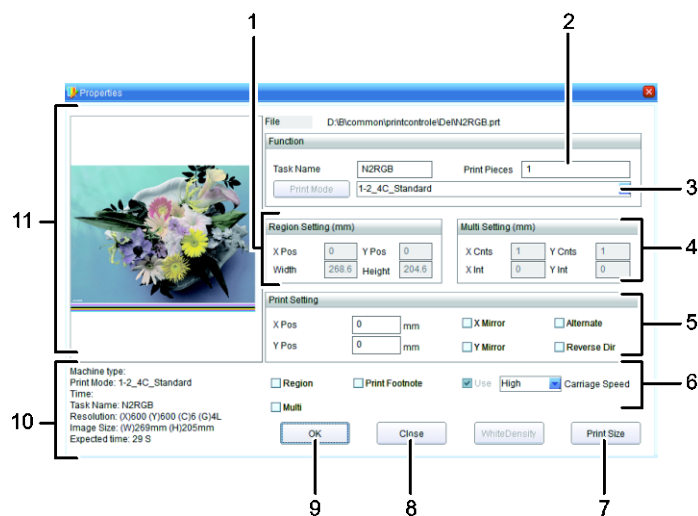 1
2
Properties
File D:\B\common\printcontrole\Del\N2RGB.prt
Function
Task Name N2RGB Print Pieces 1
Print Mode 1-2_4C_Standard
3
11
Region Setting (mm)
X Pos 0 Y Pos 0
Width 268.6 Height 204.6
Multi Setting (mm)
X Cnts 1 Y Cnts 1
X Int 0 Y Int 0
4
Print Setting
X Pos 0 mm X Mirror Alternate
Y Pos 0 mm Y Mirror Reverse Dir
5
Machine type:
Print Mode: 1-2_4C_Standard
Time:
Task Name: N2RGB
Resolution: (X)600 (Y)600 (C)6 (G)4L
Image Size: (W)269mm (H)205mm
Expected time: 29 S
10
Region Print Footnote Use High Carriage Speed
Multi
6
OK Close WhiteDensity Print Size
9
8
7